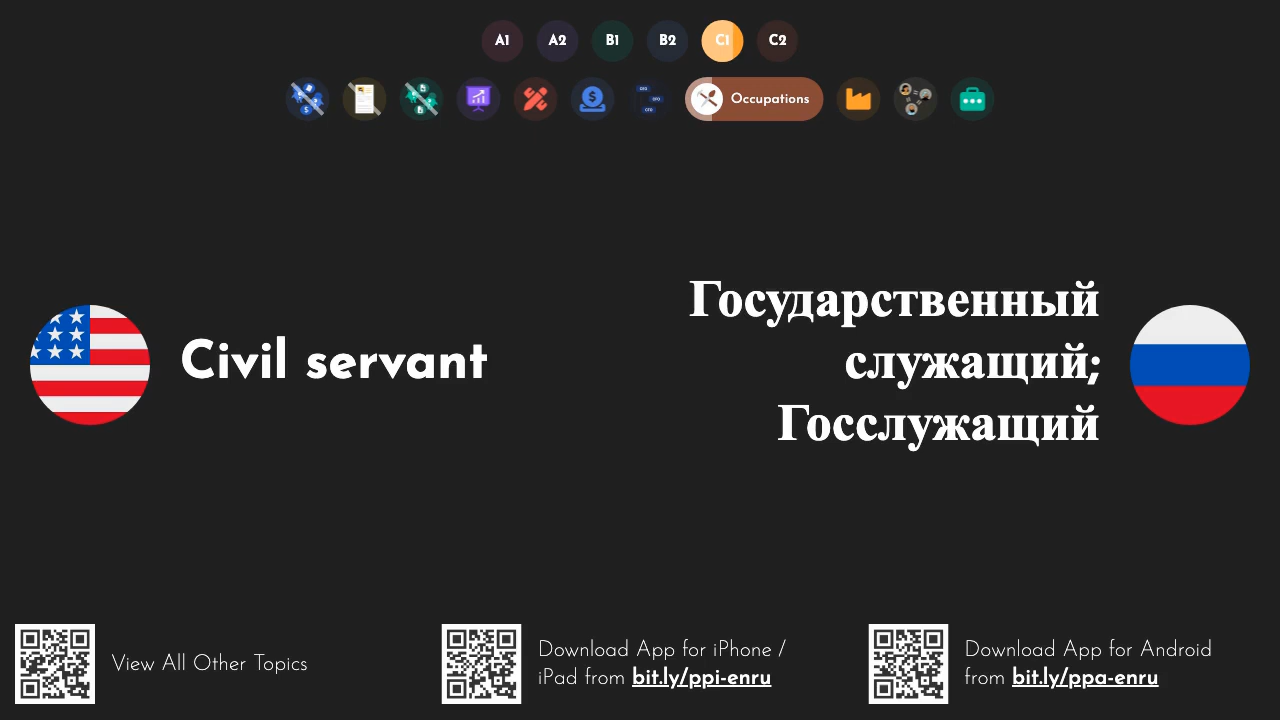 A1 A2 B1 B2 C1 C2
Occupations
Civil servant
Государственный
служащий;
Госслужащий
View All Other Topics
Download App for iPhone /
iPad from bit.ly/ppi-enru
Download App for Android
from bit.ly/ppa-enru